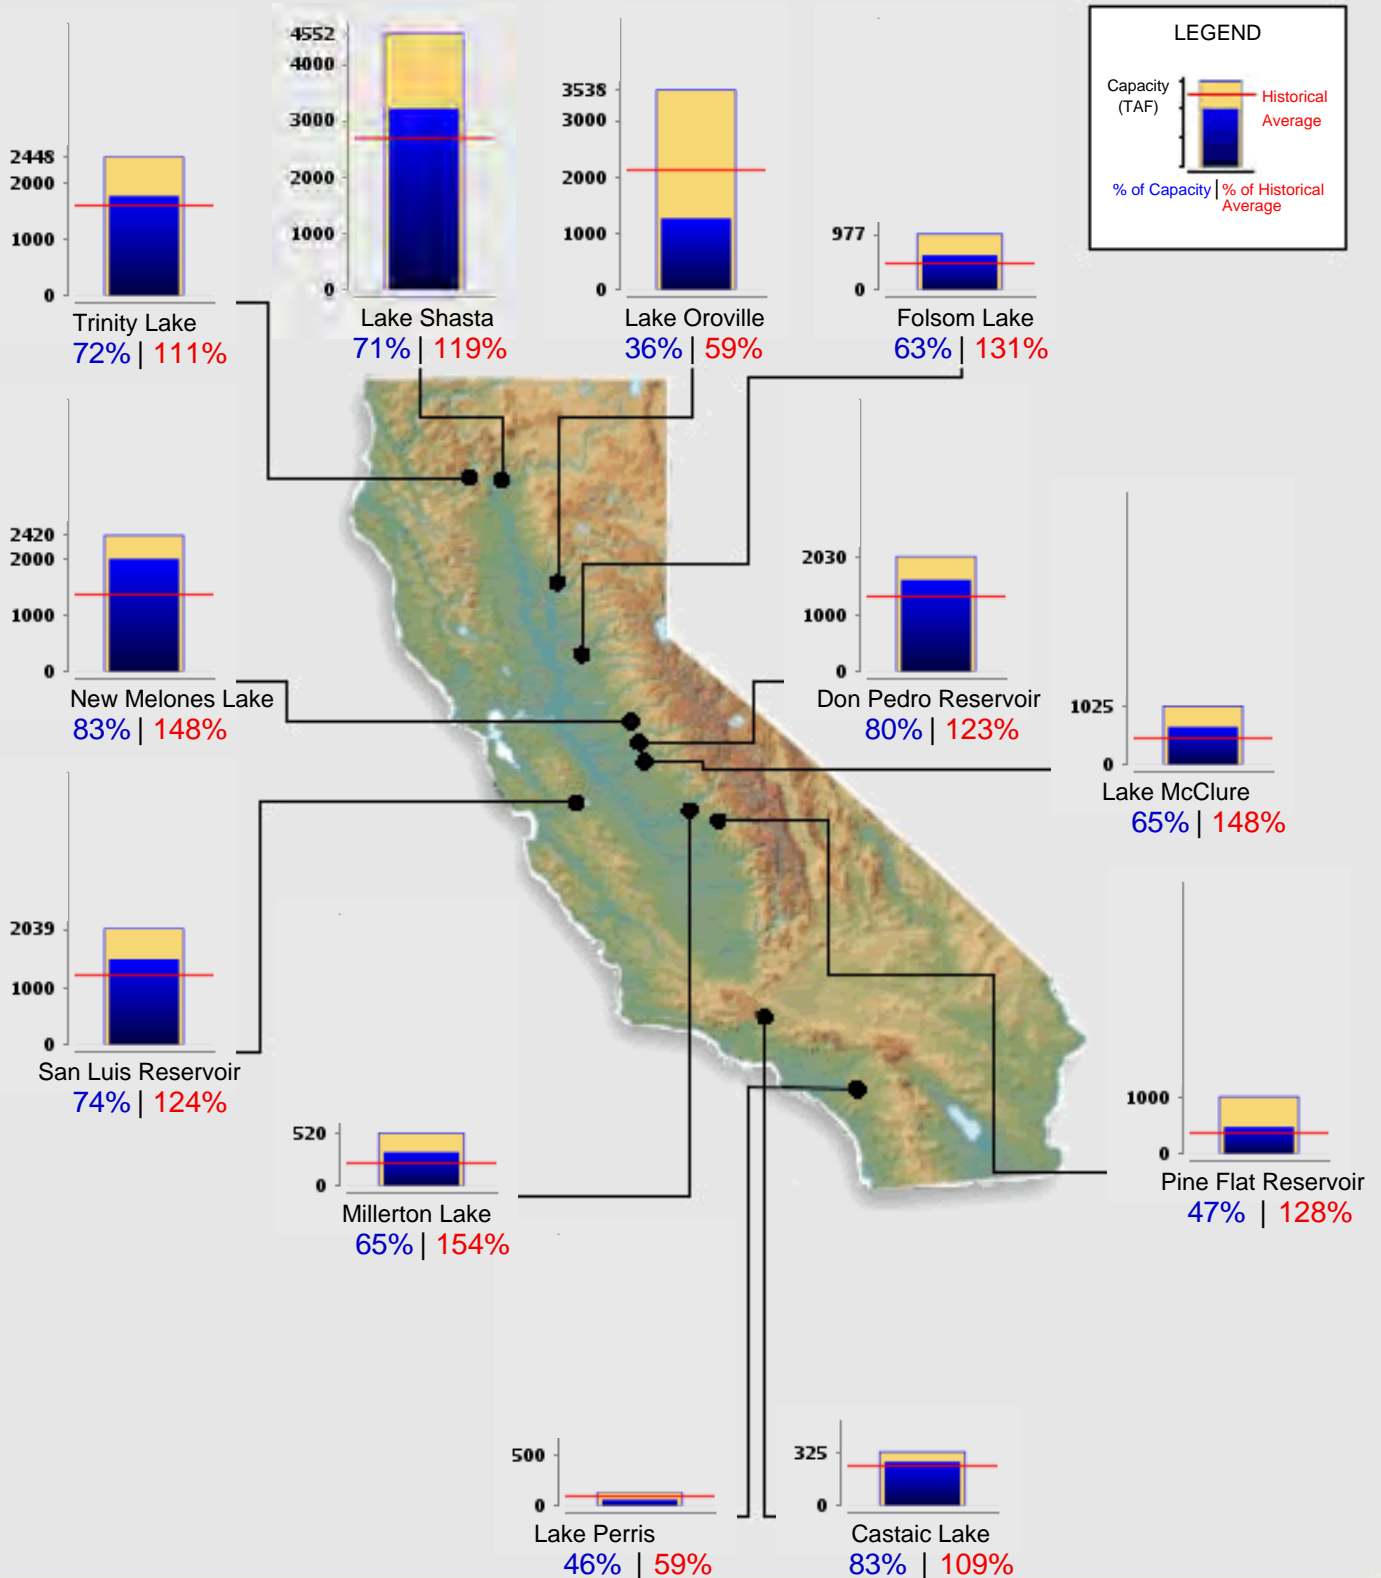 4552
4000
3000
2000
1000
0
Lake Shasta
71% | 119%
3538
3000
2000
1000
0
Lake Oroville
36% | 59%
977
0
Folsom Lake
63% | 131%
LEGEND
Capacity
(TAF)
Historical
Average
% of Capacity | % of Historical
Average
2448
2000
1000
0
Trinity Lake
72% | 111%
2420
2000
1000
0
New Melones Lake
83% | 148%
2030
1000
0
Don Pedro Reservoir
80% | 123%
1025
0
Lake McClure
65% | 148%
2039
1000
0
San Luis Reservoir
74% | 124%
520
0
Millerton Lake
65% | 154%
1000
0
Pine Flat Reservoir
47% | 128%
500
0
Lake Perris
46% | 59%
325
0
Castaic Lake
83% | 109%